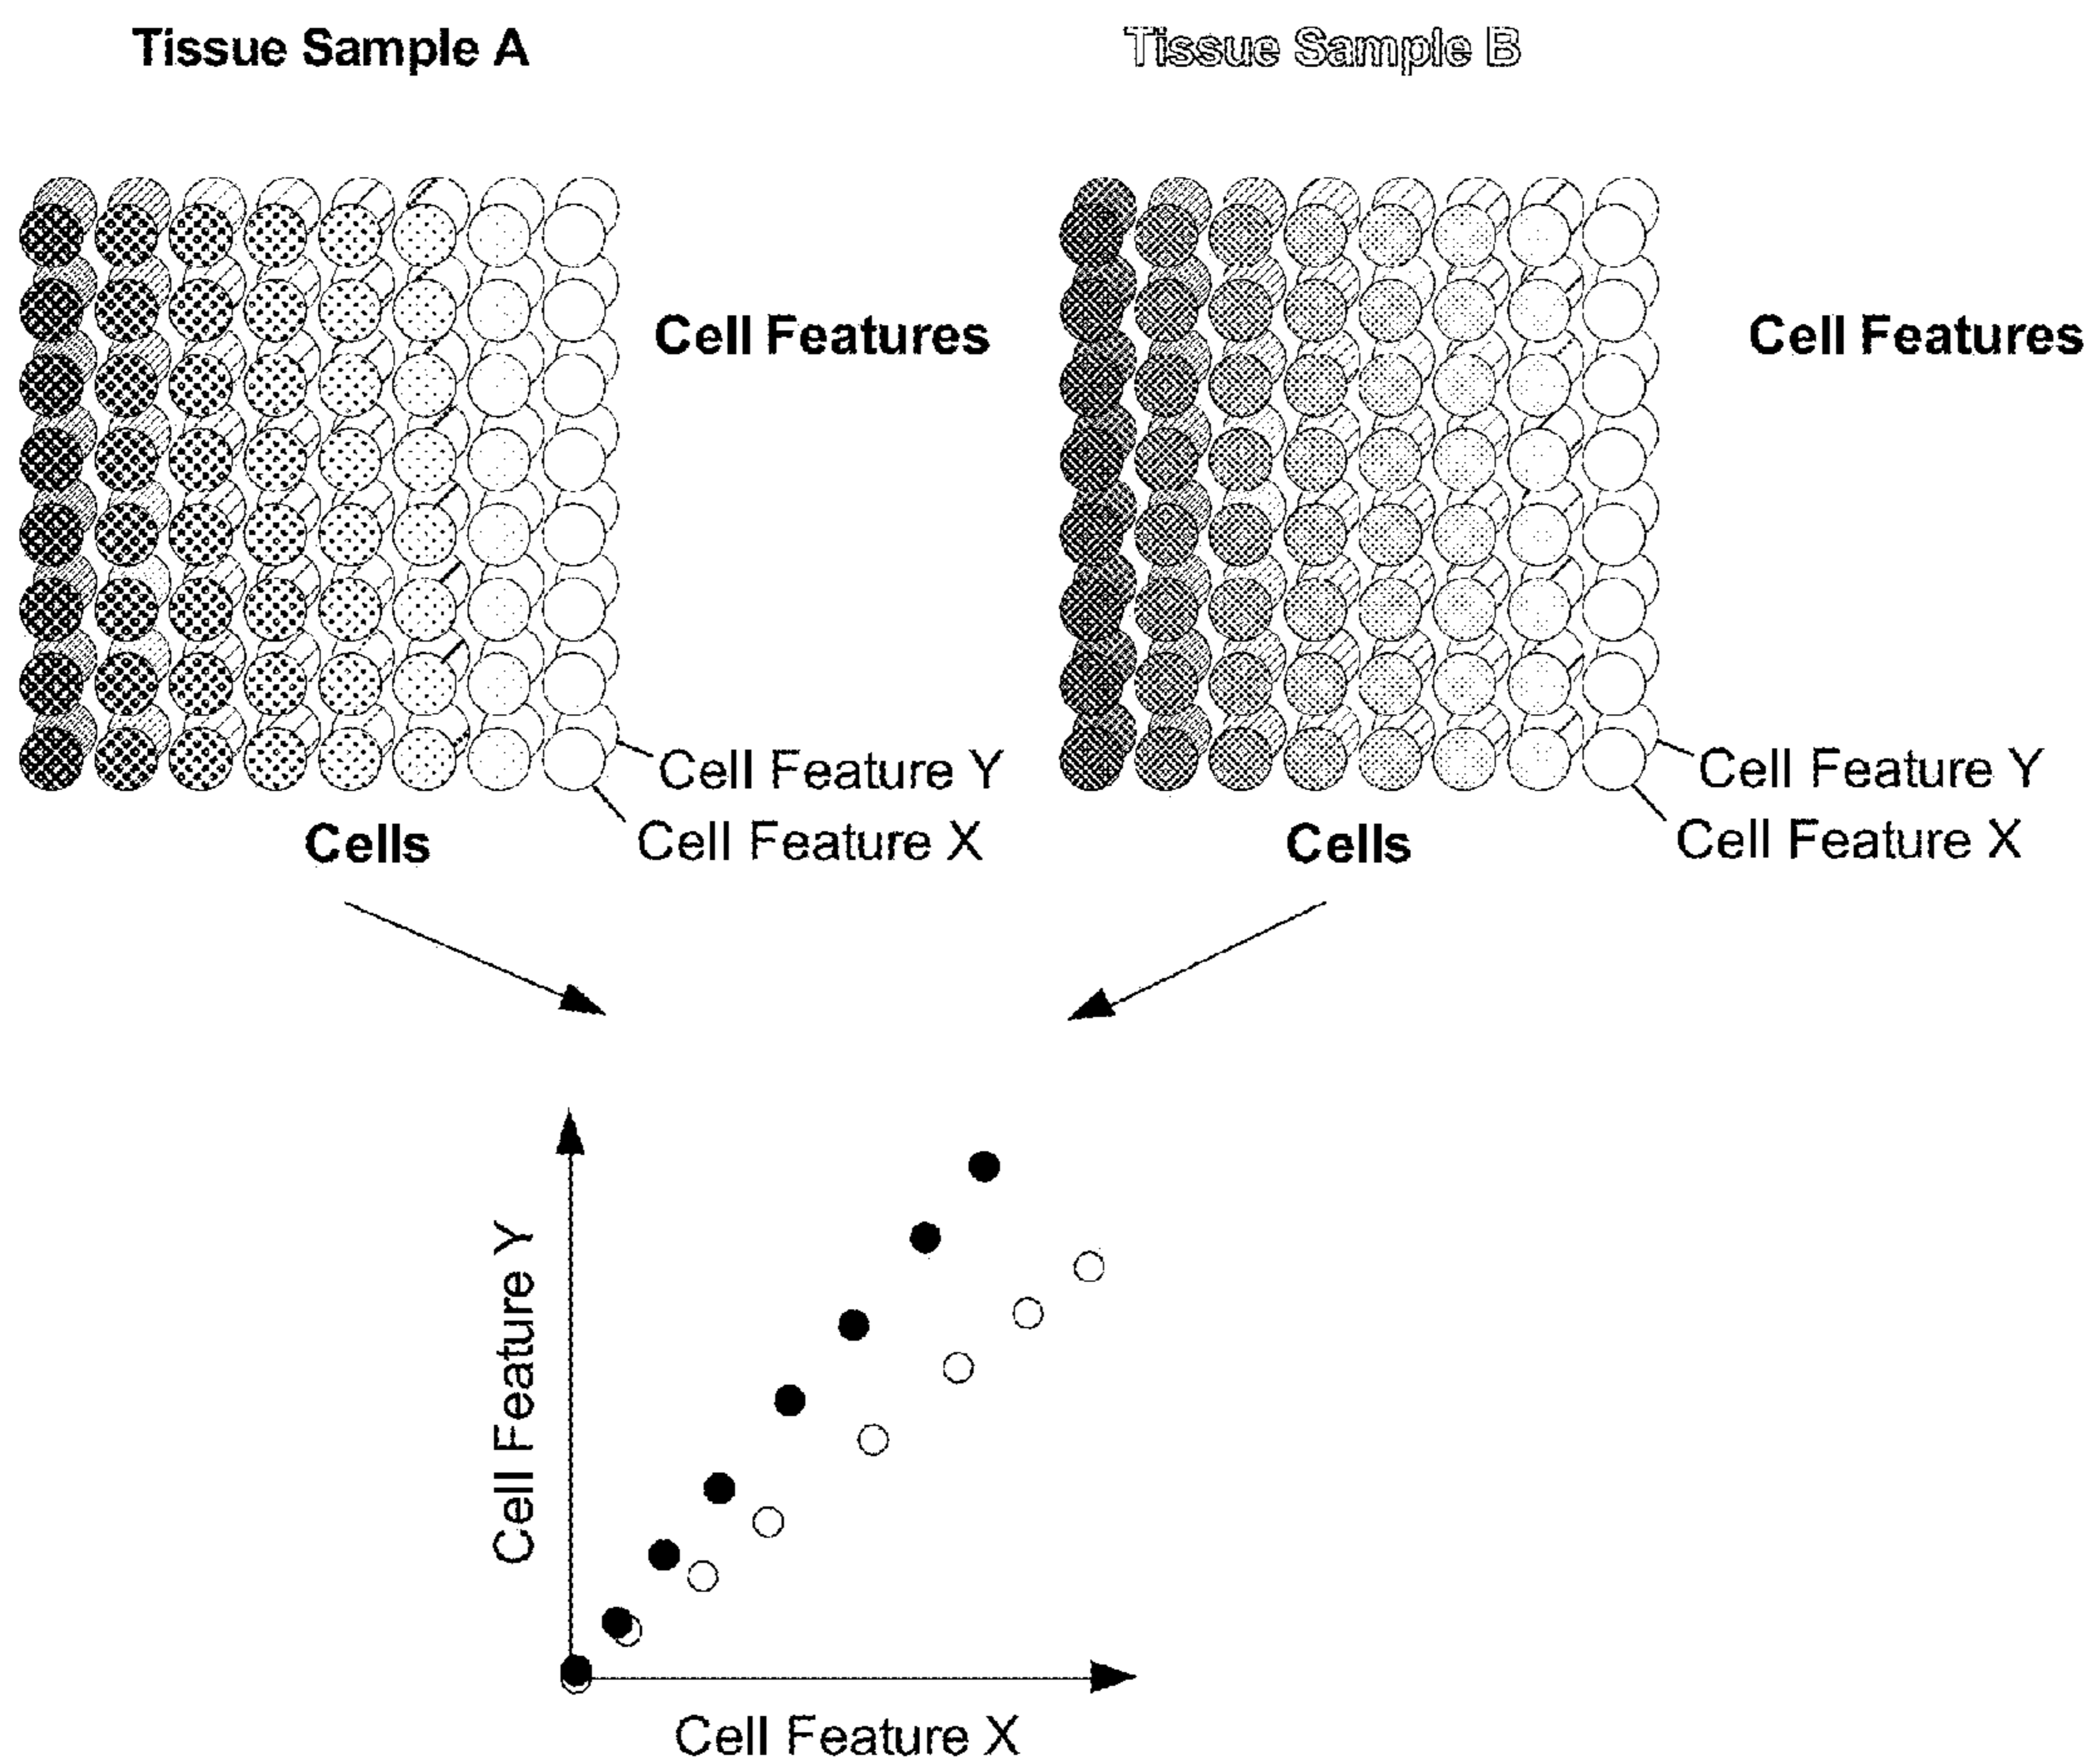 Tissue Sample A
Tissue Sample B
Cell Features
Cell Features
Cell Feature Y
Cell Feature X
Cells
Cell Feature Y
Cell Feature X
Cells
Cell Feature Y
Cell Feature X